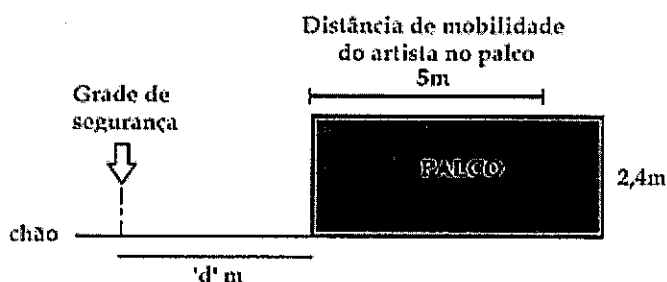 Distância de mobilidade
do artista no palco
5m
Grade de
segurança
PALCO
2,4m
chão
'd' m